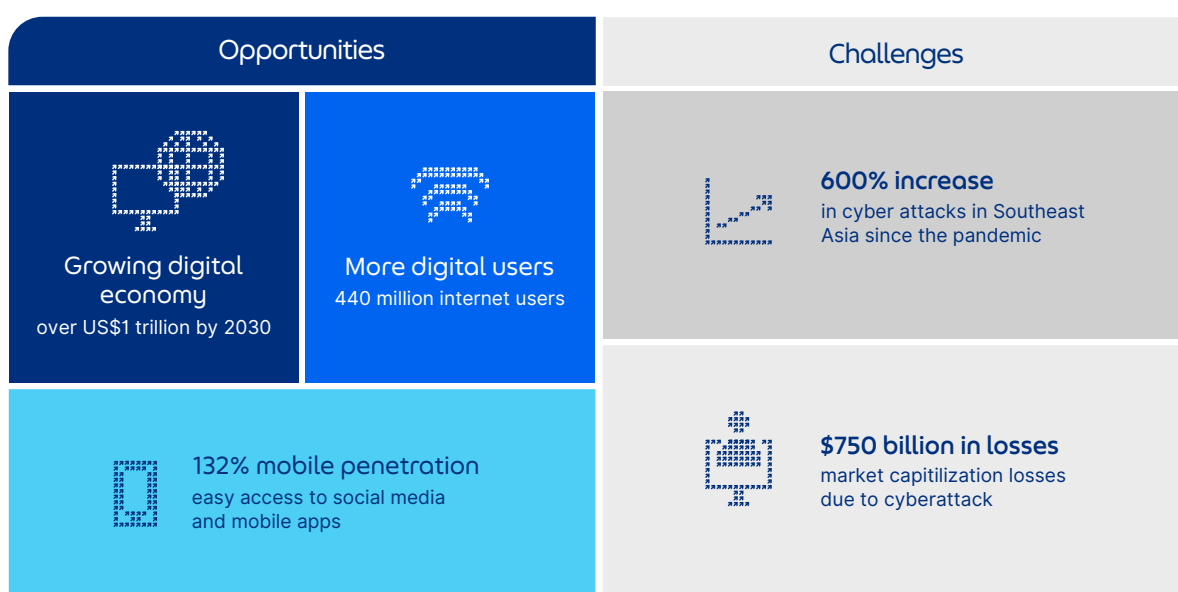 Opportunities
Growing digital
economy
over US$1 trillion by 2030
More digital users
440 million internet users
132% mobile penetration
easy access to social media
and mobile apps
Challenges
600% increase
in cyber attacks in Southeast
Asia since the pandemic
$750 billion in losses
market capitilization losses
due to cyberattack